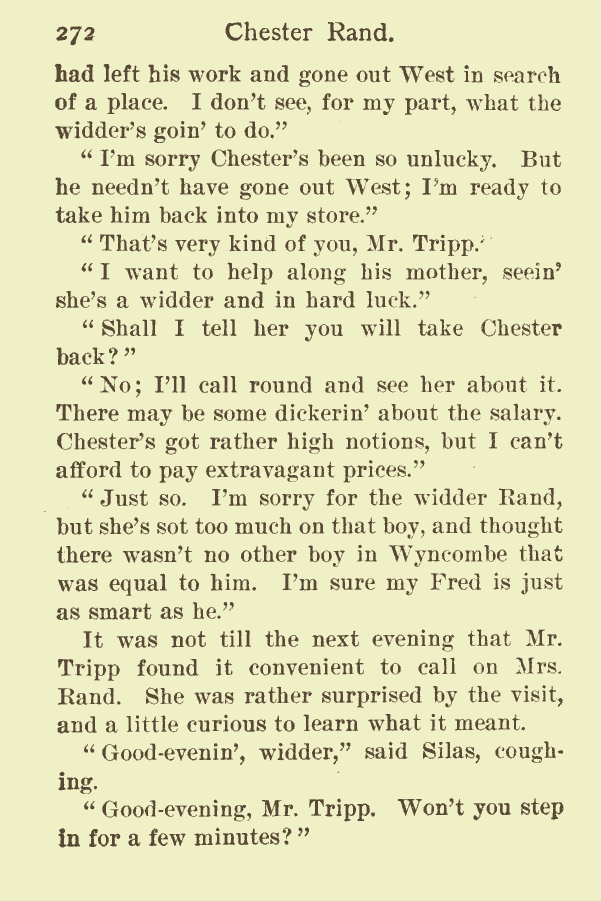 272 Chester Rand.
had left his work and gone out West in search
of a place. I don't see, for my part, what the
widder's goin' to do."
" I'm sorry Chester's been so unlucky. But
he needn't have gone out West; I'm ready to
take him back into my store."
" That's very kind of you, Mr. Tripp."
" I want to help along his mother, seein'
she's a widder and in hard luck."
" Shall I tell her you will take Chester
back? "
" No; I'll call round and see her about it.
There may be some dickerin' about the salary.
Chester's got rather high notions, but I can't
afford to pay extravagant prices."
" Just so. I'm sorry for the widder Rand,
but she's sot too much on that boy, and thought
there wasn't no other boy in Wyncombe that
was equal to him. I'm sure my Fred is just
as smart as he."
It was not till the next evening that Mr.
Tripp found it convenient to call on Mrs.
Rand. She was rather surprised by the visit,
and a little curious to learn what it meant.
" Good-evenin', widder," said Silas, cough-
ing.
" Good-evening, Mr. Tripp. Won't you step
in for a few minutes? "